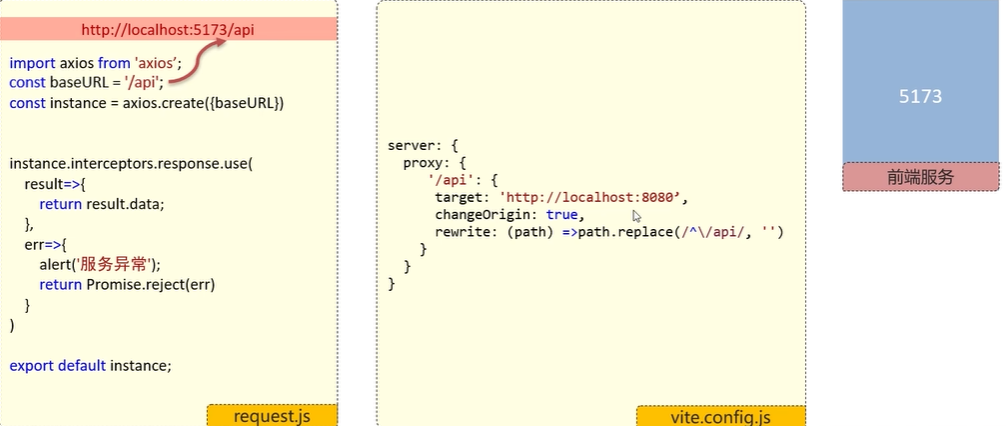 http://localhost:5173/api
import axios from 'axios’;
const baseURL = '/api';
const instance = axios.create({baseURL})
instance.interceptors.response.use(
result=>{
return result.data;
},
err=>{
alert('服务异常');
return Promise.reject(err)
}
)
export default instance;
request.js
server: {
proxy: {
'/api': {
target: 'http://localhost:8080’,
changeOrigin: true,
rewrite: (path) =>path.replace(/^\/api/, '')
}
}
}
vite.config.js
5173
前端服务